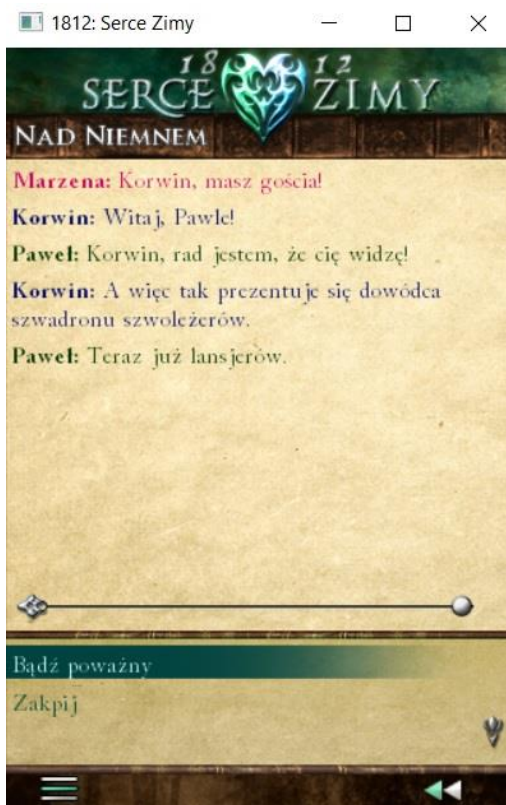 1812: Serce Zimy
18 12
SERCE ZIMY
NAD NIEMNEM
Marzena: Korwin, masz gościa!
Korwin: Witaj, Pawle!
Paweł: Korwin, rad jestem, że cię widzę!
Korwin: A więc tak prezentuje się dowódca
szwadronu szwoleżerów.
Paweł: Teraz już lansjerów.
Bądź poważny
Zakpij